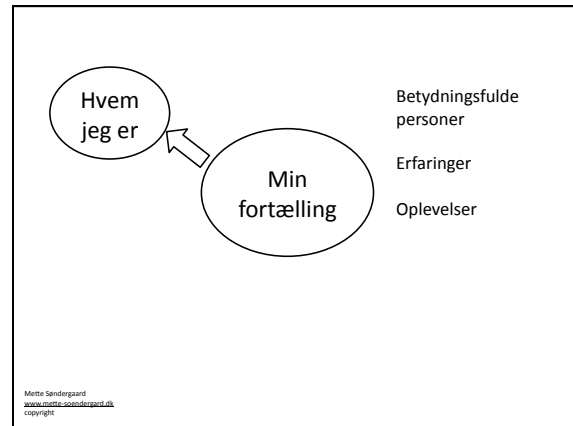 Hvem
jeg er
Min
fortælling
Betydningsfulde
personer
Erfaringer
Oplevelser
Mette Søndergaard
www.mette-soendergard.dk
copyright